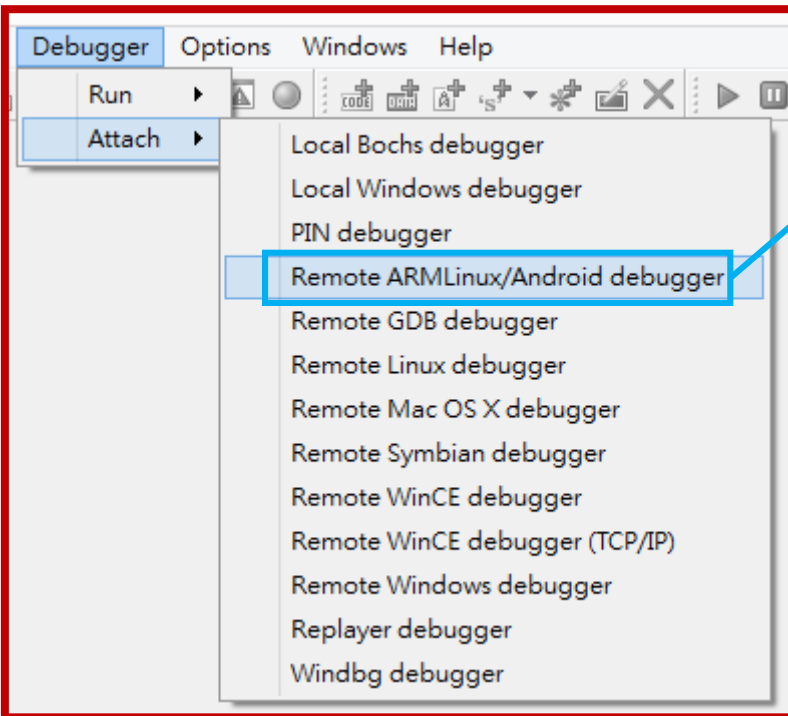 Debugger Options Windows Help
Run
Attach
Local Bochs debugger
Local Windows debugger
PIN debugger
Remote ARMLinux/Android debugger
Remote GDB debugger
Remote Linux debugger
Remote Mac OS X debugger
Remote Symbian debugger
Remote WinCE debugger
Remote WinCE debugger (TCP/IP)
Remote Windows debugger
Replayer debugger
Windbg debugger